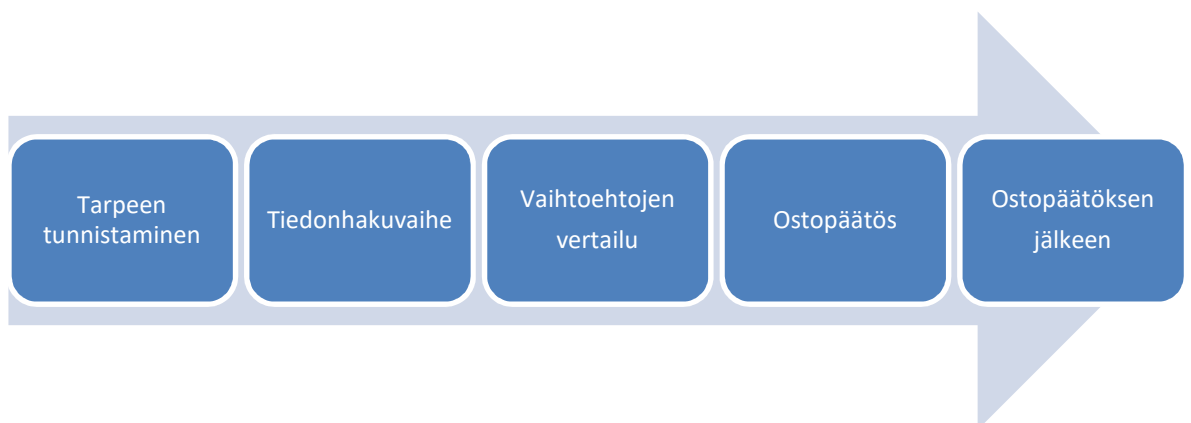 Tarpeen
tunnistaminen
Tiedonhakuvaihe
Vaihtoehtojen
vertailu
Ostopäätös
Ostopäätöksen
jälkeen